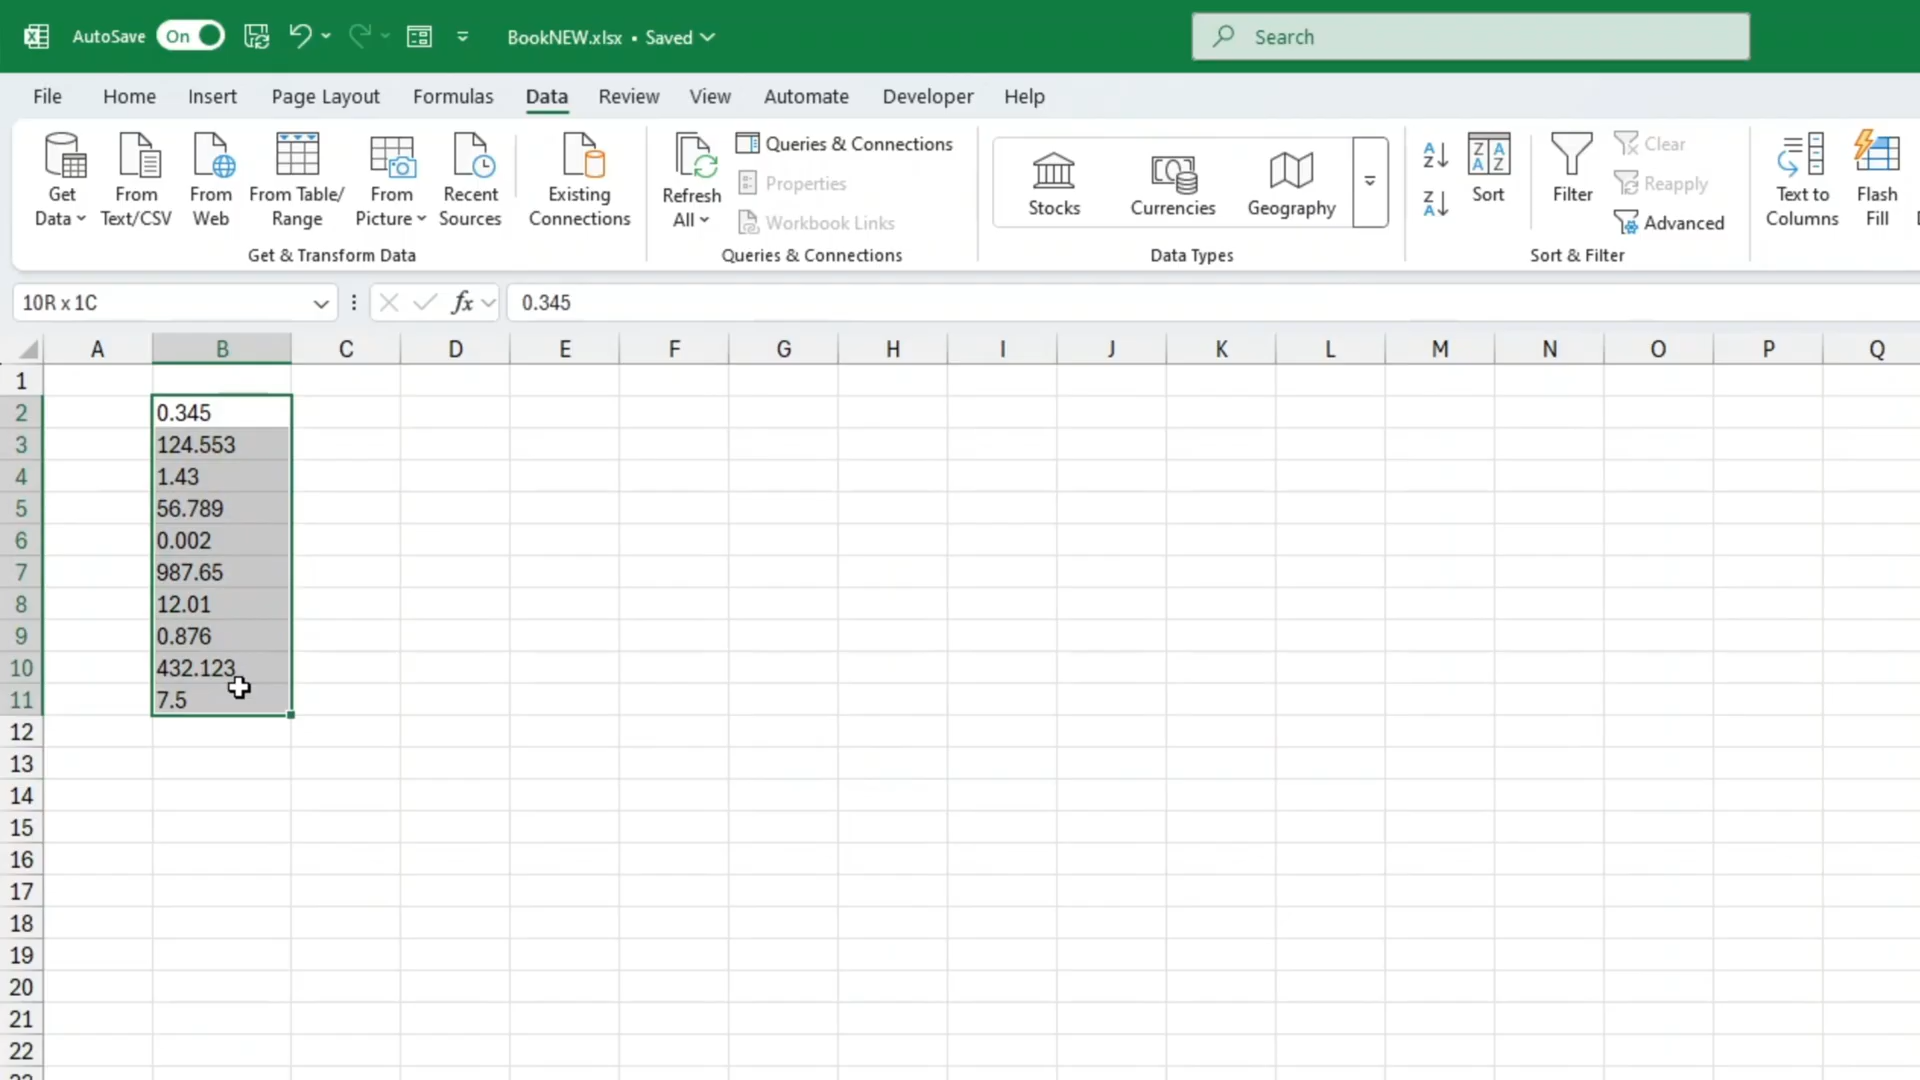 AutoSave On BookNEW.xlsx • Saved Search
File Home Insert Page Layout Formulas Data Review View Automate Developer Help
Get Data From Text/CSV From Web From Table/ Range From Picture Recent Sources Existing Connections
Get & Transform Data
Refresh All Queries & Connections
Properties
Workbook Links
Queries & Connections
Stocks Currencies Geography
Data Types
Sort Filter Clear
Reapply
Advanced
Sort & Filter
Text to Columns Flash Fill
10R x 1C fx 0.345
A B C D E F G H I J K L M N O P Q
1
2 0.345
3 124.553
4 1.43
5 56.789
6 0.002
7 987.65
8 12.01
9 0.876
10 432.123
11 7.5
12
13
14
15
16
17
18
19
20
21
22